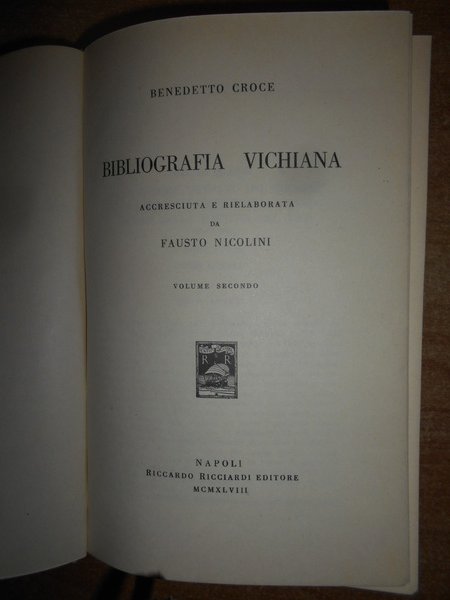 BENEDETTO CROCE
BIBLIOGRAFIA VICHIANA
ACCRESCIUTA E RIELABORATA
DA
FAUSTO NICOLINI
VOLUME SECONDO
R R
NAPOLI
RICCARDO RICCIARDI EDITORE
MCMXLVIII